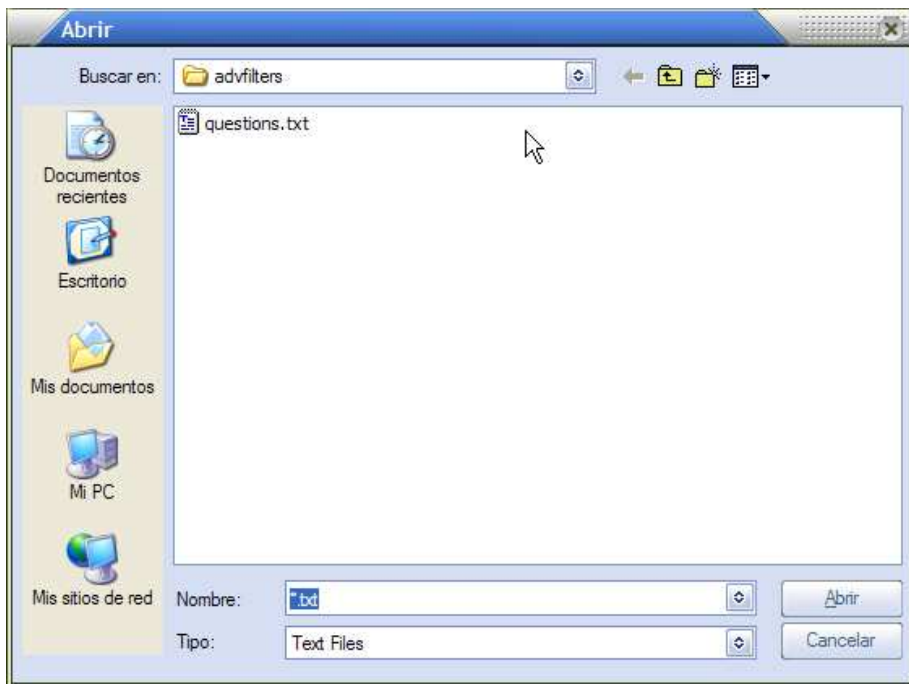 Abrir
Buscar en:
advfilters
questions.txt
Documentos
recientes
Escritorio
Mis documentos
Mi PC
Mis sitios de red
Nombre:
*.txt
Abrir
Tipo:
Text Files
Cancelar